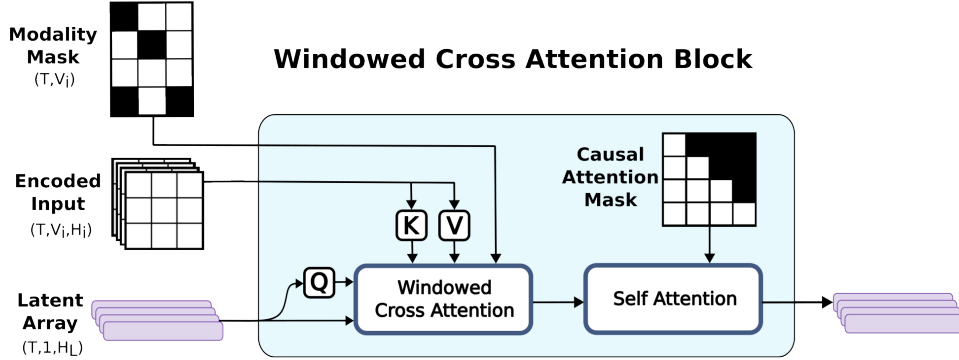 Windowed Cross Attention Block
Modality
Mask
(T,Vi)
Encoded
Input
(T,Vi,Hi)
Latent
Array
(T,1,HL)
K
V
Q
Windowed
Cross Attention
Causal
Attention
Mask
Self Attention